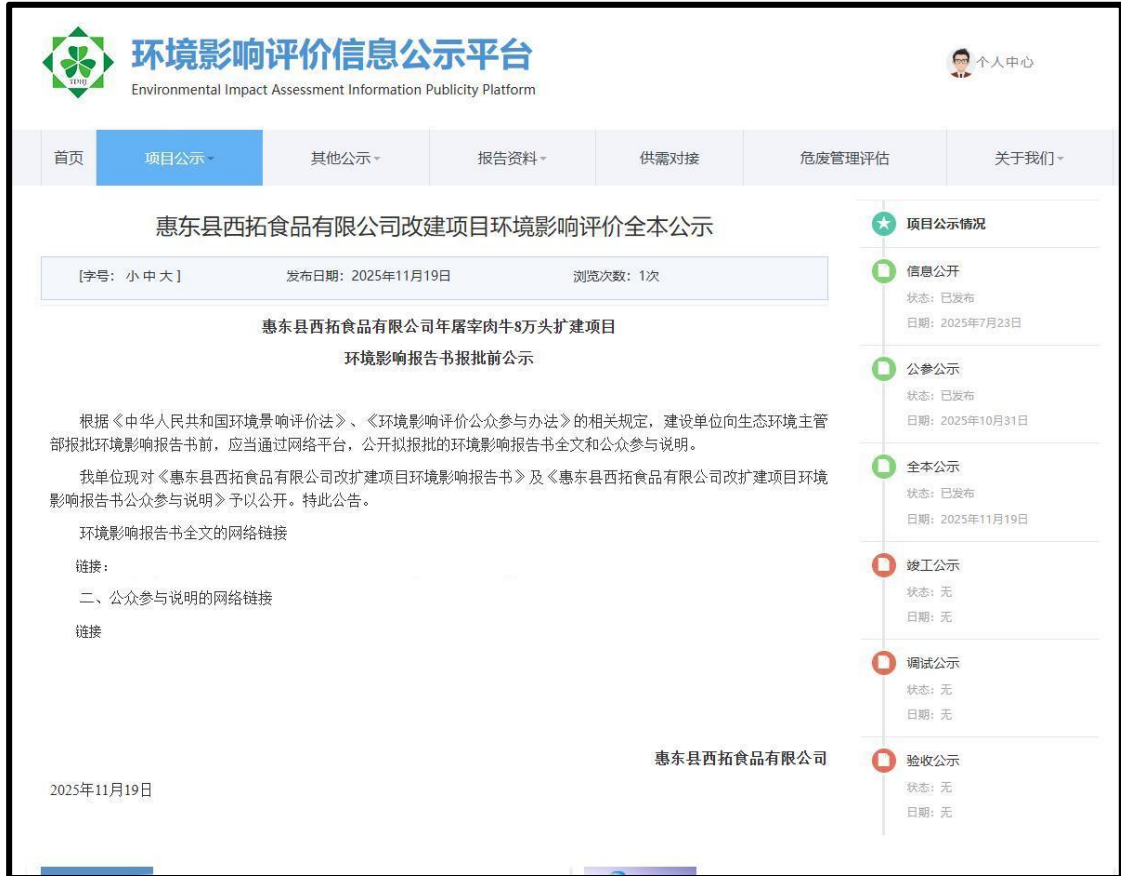 环境影响评价信息公示平台
Environmental Impact Assessment Information Publicity Platform
TDHJ
个人中心
首页 项目公示 其他公示 报告资料 供需对接 危废管理评估 关于我们
惠东县西拓食品有限公司改建项目环境影响评价全本公示
[字号：小 中 大] 发布日期：2025年11月19日 浏览次数：1次
惠东县西拓食品有限公司年屠宰肉牛8万头扩建项目
环境影响报告书报批前公示
根据《中华人民共和国环境景响评价法》、《环境影响评价公众参与办法》的相关规定，建设单位向生态环境主管
部报批环境影响报告书前，应当通过网络平台，公开拟报批的环境影响报告书全文和公众参与说明。
我单位现对《惠东县西拓食品有限公司改扩建项目环境影响报告书》及《惠东县西拓食品有限公司改扩建项目环境
影响报告书公众参与说明》予以公开。特此公告。
环境影响报告书全文的网络链接
链接：
二、公众参与说明的网络链接
链接
惠东县西拓食品有限公司
2025年11月19日
项目公示情况
信息公开
状态：已发布
日期：2025年7月23日
公参公示
状态：已发布
日期：2025年10月31日
全本公示
状态：已发布
日期：2025年11月19日
竣工公示
状态：无
日期：无
调试公示
状态：无
日期：无
验收公示
状态：无
日期：无